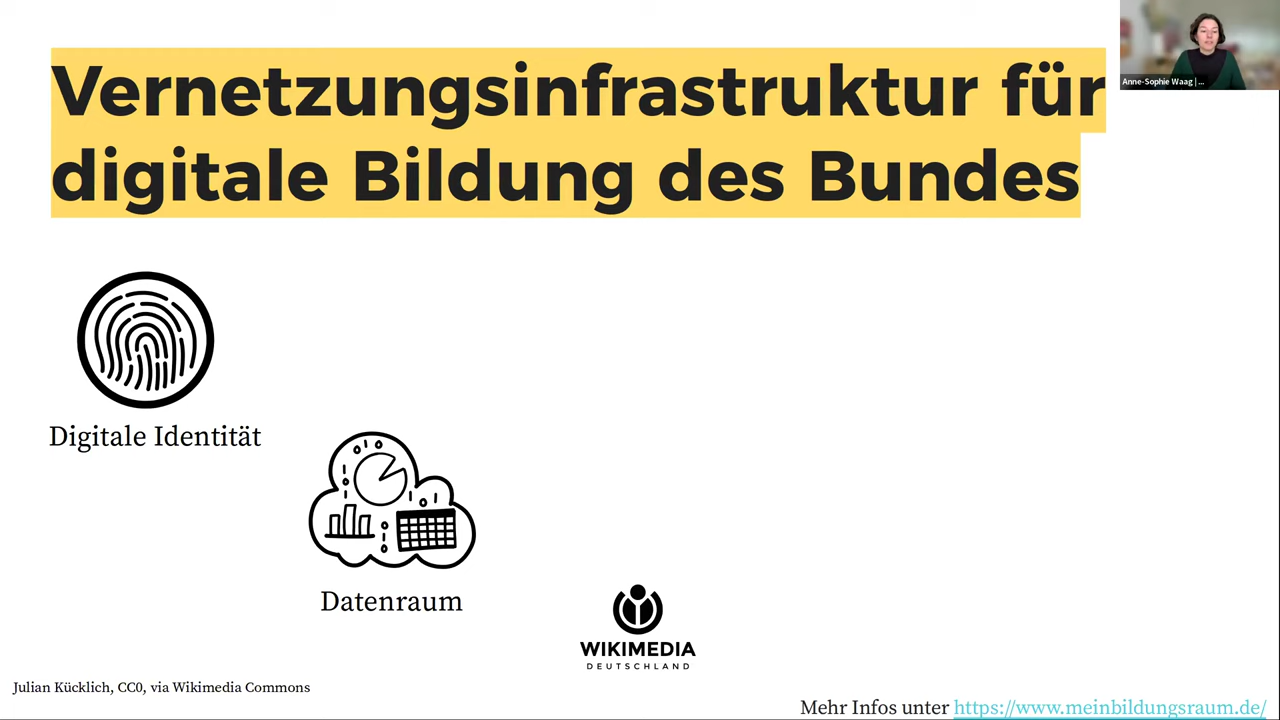 Vernetzungsinfrastruktur für
digitale Bildung des Bundes
Anne-Sophie Waag | ...
Digitale Identität
Datenraum
WIKIMEDIA
DEUTSCHLAND
Julian Kücklich, CC0, via Wikimedia Commons
Mehr Infos unter https://www.meinbildungsraum.de/